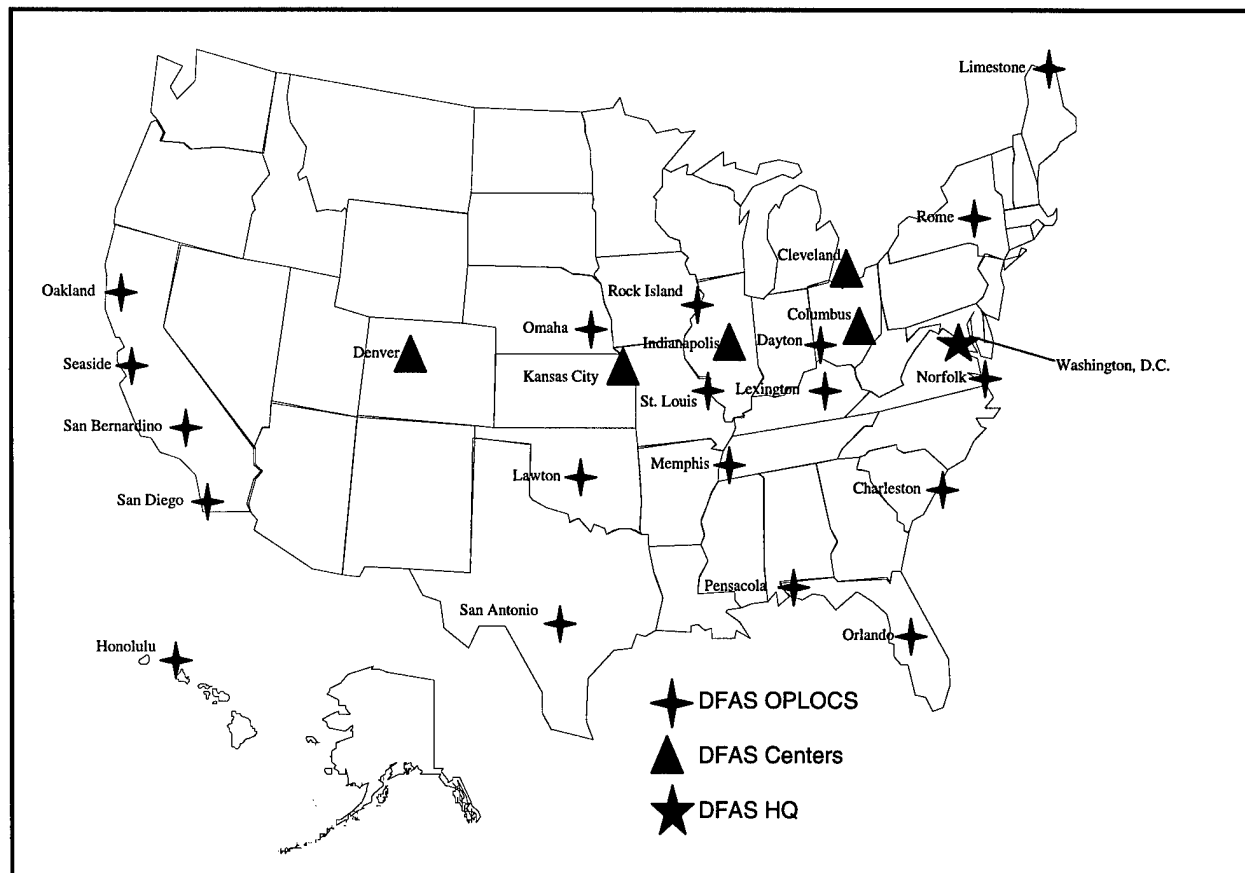 Limestone
Rome
Cleveland
Oakland
Rock Island
Columbus
Omaha
Denver
Indianapolis
Dayton
Seaside
Kansas City
Washington, D.C.
Norfolk
St. Louis
Lexington
San Bernardino
Memphis
Lawton
Charleston
San Diego
Pensacola
San Antonio
Orlando
Honolulu
DFAS OPLOCS
DFAS Centers
DFAS HQ